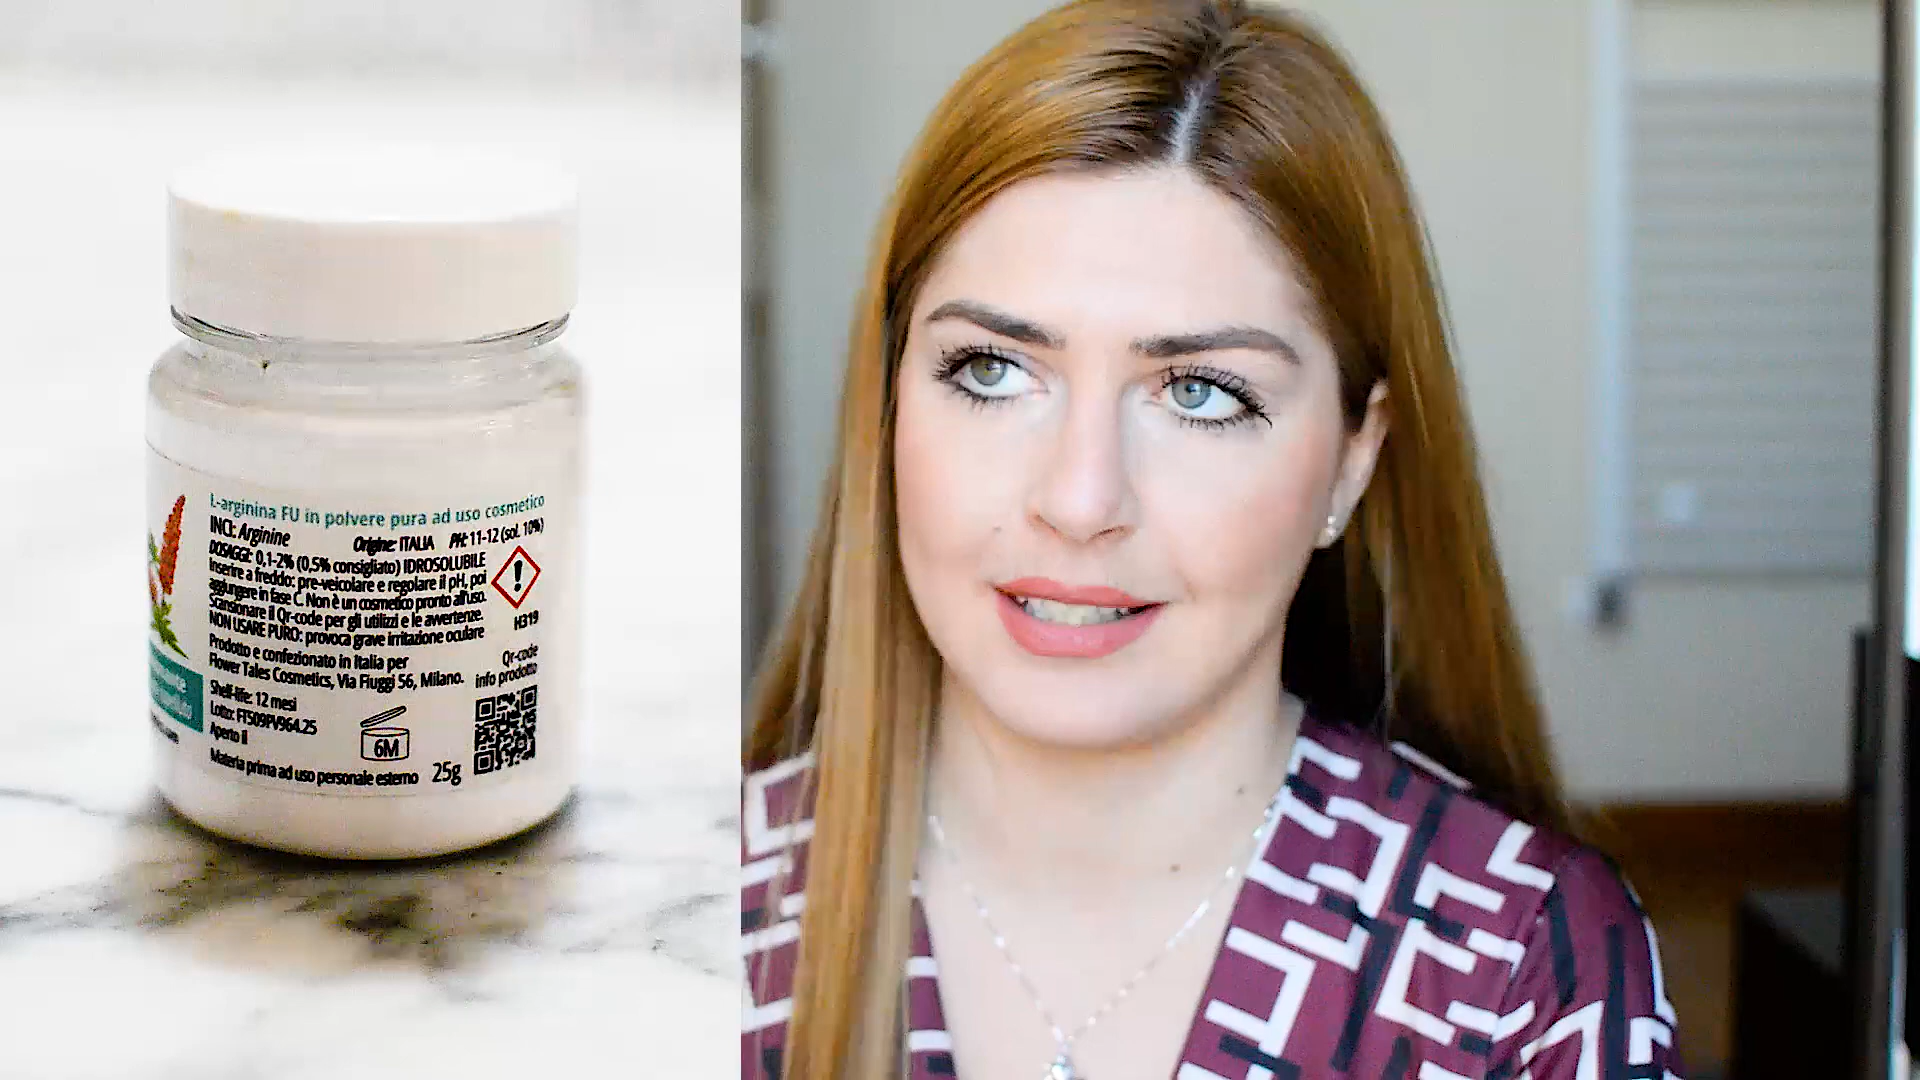 L-arginina FU in polvere pura ad uso cosmetico
INCI: Arginine Origine: ITALIA PH: 11-12 (sol. 10%)
DOSAGGI: 0,1-2% (0,5% consigliato) IDROSOLUBILE
Inserire a freddo: pre-veicolare e regolare il pH, poi
aggiungere in fase C. Non è un cosmetico pronto all'uso.
Scansionare il Qr-code per gli utilizzi e le avvertenze.
NON USARE PURO: provoca grave irritazione oculare
H319
Prodotto e confezionato in Italia per
Flower Tales Cosmetics, Via Fiuggi 56, Milano.
Qr-code
info prodotto
Shelf-life: 12 mesi
Lotto: FT509PV964.25
Aperto il
6M
Materia prima ad uso personale esterno 25g